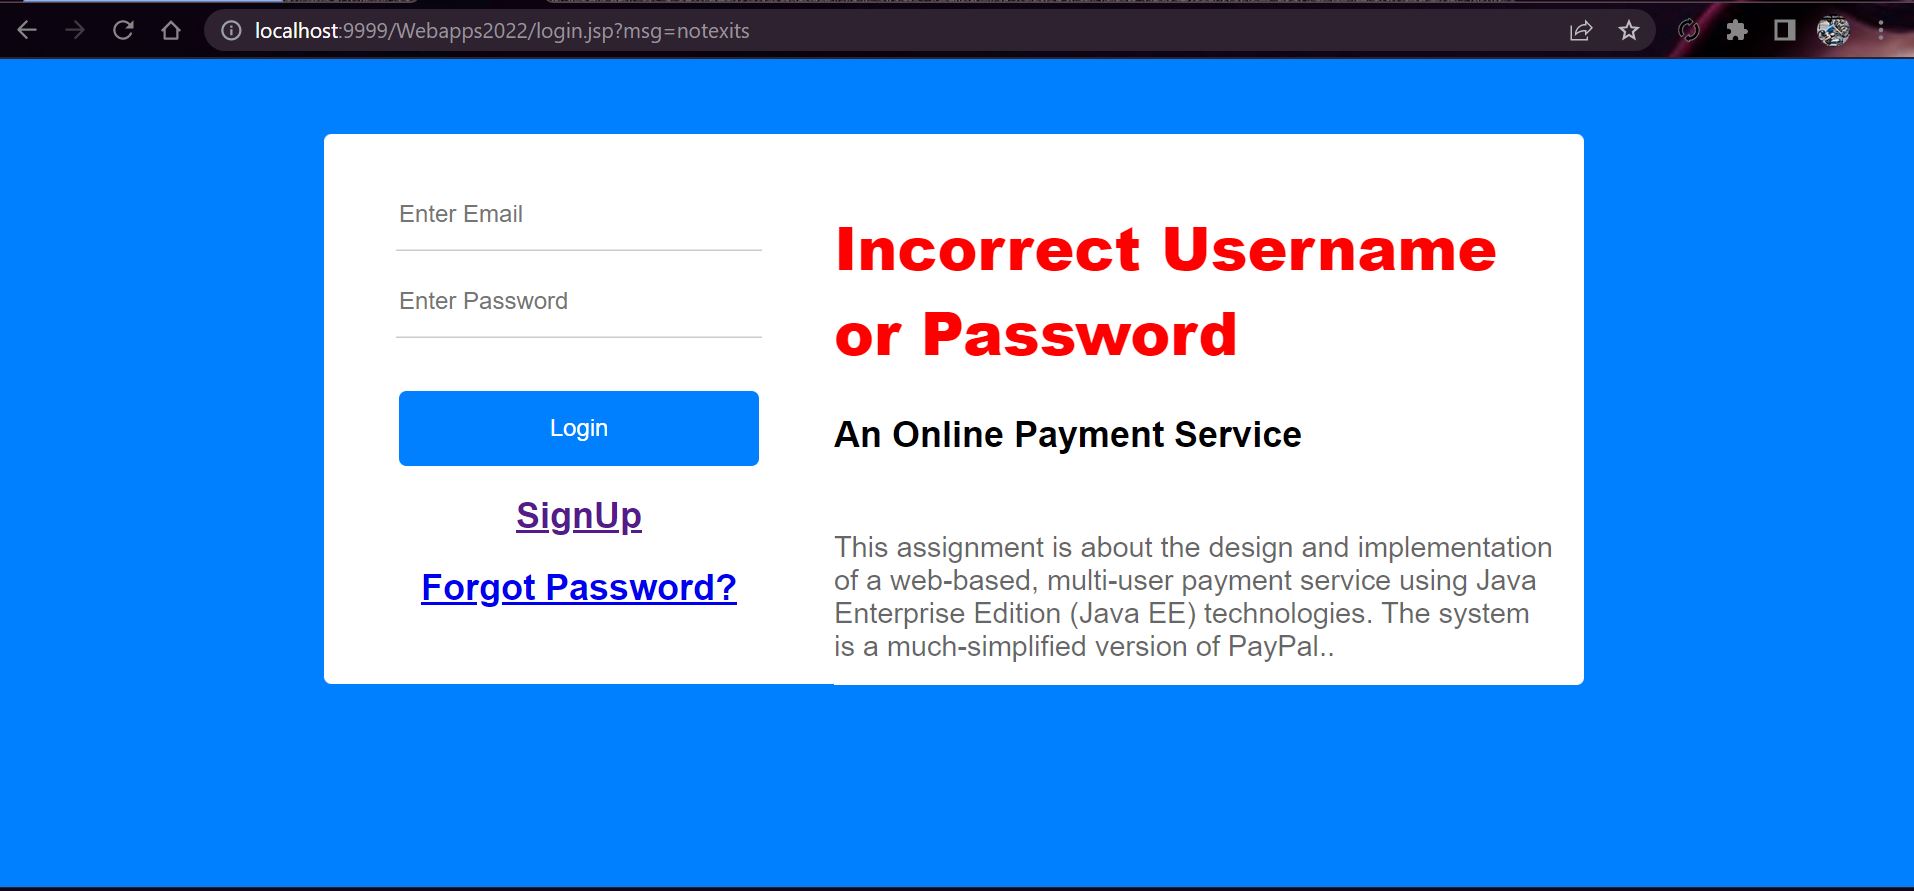 localhost:9999/Webapps2022/login.jsp?msg=notexits
Enter Email
Enter Password
Login
SignUp
Forgot Password?
Incorrect Username
or Password
An Online Payment Service
This assignment is about the design and implementation
of a web-based, multi-user payment service using Java
Enterprise Edition (Java EE) technologies. The system
is a much-simplified version of PayPal..